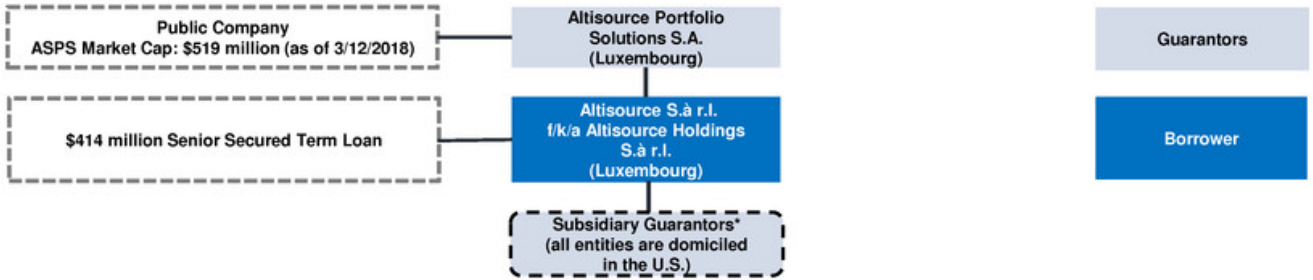 Public Company
ASPS Market Cap: $519 million (as of 3/12/2018)
Altisource Portfolio
Solutions S.A.
(Luxembourg)
Guarantors
$414 million Senior Secured Term Loan
Altisource S.à r.l.
f/k/a Altisource Holdings
S.à r.l.
(Luxembourg)
Borrower
Subsidiary Guarantors*
(all entities are domiciled
in the U.S.)